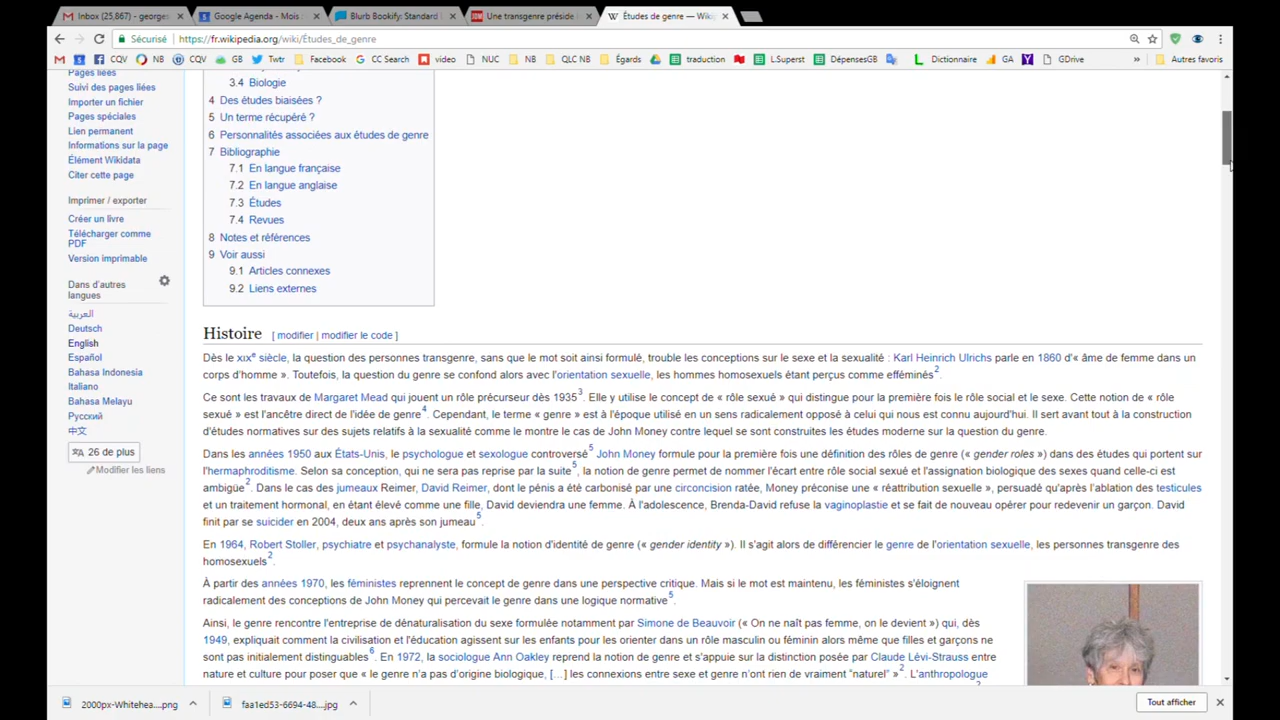 Inbox (25,867) - georges
Google Agenda - Mois
Blurb Bookify: Standard
Une transgenre préside
Études de genre — Wiki
Sécurisé
https://fr.wikipedia.org/wiki/Études_de_genre
CQV
NB
CQV
GB
Twtr
Facebook
CC Search
video
NUC
NB
QLC NB
Égards
traduction
L.Superst
DépensesGB
Dictionnaire
GA
GDrive
»
Autres favoris
Pages liées
Suivi des pages liées
Importer un fichier
Pages spéciales
Lien permanent
Informations sur la page
Élément Wikidata
Citer cette page
Imprimer / exporter
Créer un livre
Télécharger comme
PDF
Version imprimable
Dans d'autres
langues
العربية
Deutsch
English
Español
Bahasa Indonesia
Italiano
Bahasa Melayu
Русский
中文
26 de plus
Modifier les liens
3.4 Biologie
4 Des études biaisées ?
5 Un terme récupéré ?
6 Personnalités associées aux études de genre
7 Bibliographie
7.1 En langue française
7.2 En langue anglaise
7.3 Études
7.4 Revues
8 Notes et références
9 Voir aussi
9.1 Articles connexes
9.2 Liens externes
Histoire [ modifier | modifier le code ]
Dès le XIXe siècle, la question des personnes transgenre, sans que le mot soit ainsi formulé, trouble les conceptions sur le sexe et la sexualité : Karl Heinrich Ulrichs parle en 1860 d'« âme de femme dans un
corps d'homme ». Toutefois, la question du genre se confond alors avec l'orientation sexuelle, les hommes homosexuels étant perçus comme efféminés2.
Ce sont les travaux de Margaret Mead qui jouent un rôle précurseur dès 19353. Elle y utilise le concept de « rôle sexué » qui distingue pour la première fois le rôle social et le sexe. Cette notion de « rôle
sexué » est l'ancêtre direct de l'idée de genre4. Cependant, le terme « genre » est à l'époque utilisé en un sens radicalement opposé à celui qui nous est connu aujourd'hui. Il sert avant tout à la construction
d'études normatives sur des sujets relatifs à la sexualité comme le montre le cas de John Money contre lequel se sont construites les études moderne sur la question du genre.
Dans les années 1950 aux États-Unis, le psychologue et sexologue controversé5 John Money formule pour la première fois une définition des rôles de genre (« gender roles ») dans des études qui portent sur
l'hermaphroditisme. Selon sa conception, qui ne sera pas reprise par la suite5, la notion de genre permet de nommer l'écart entre rôle social sexué et l'assignation biologique des sexes quand celle-ci est
ambigüe2. Dans le cas des jumeaux Reimer, David Reimer, dont le pénis a été carbonisé par une circoncision ratée, Money préconise une « réattribution sexuelle », persuadé qu'après l'ablation des testicules
et un traitement hormonal, en étant élevé comme une fille, David deviendra une femme. À l'adolescence, Brenda-David refuse la vaginoplastie et se fait de nouveau opérer pour redevenir un garçon. David
finit par se suicider en 2004, deux ans après son jumeau5.
En 1964, Robert Stoller, psychiatre et psychanalyste, formule la notion d'identité de genre (« gender identity »). Il s'agit alors de différencier le genre de l'orientation sexuelle, les personnes transgenre des
homosexuels2.
À partir des années 1970, les féministes reprennent le concept de genre dans une perspective critique. Mais si le mot est maintenu, les féministes s'éloignent
radicalement des conceptions de John Money qui percevait le genre dans une logique normative5.
Ainsi, le genre rencontre l'entreprise de dénaturalisation du sexe formulée notamment par Simone de Beauvoir (« On ne naît pas femme, on le devient ») qui, dès
1949, expliquait comment la civilisation et l'éducation agissent sur les enfants pour les orienter dans un rôle masculin ou féminin alors même que filles et garçons ne
sont pas initialement distinguables6. En 1972, la sociologue Ann Oakley reprend la notion de genre et s'appuie sur la distinction posée par Claude Lévi-Strauss entre
nature et culture pour poser que « le genre n'a pas d'origine biologique, [...] les connexions entre sexe et genre n'ont rien de vraiment "naturel" »2. L'anthropologue
2000px-Whitehea....png
faa1ed53-6694-48....jpg
Tout afficher